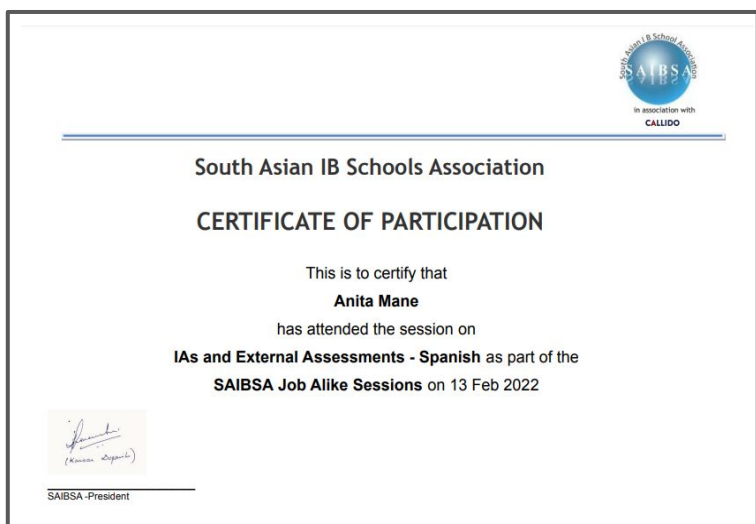 South Asian IB School Association
SAIBSA
in association with
CALLIDO
South Asian IB Schools Association
CERTIFICATE OF PARTICIPATION
This is to certify that
Anita Mane
has attended the session on
IAs and External Assessments - Spanish as part of the
SAIBSA Job Alike Sessions on 13 Feb 2022
SAIBSA -President